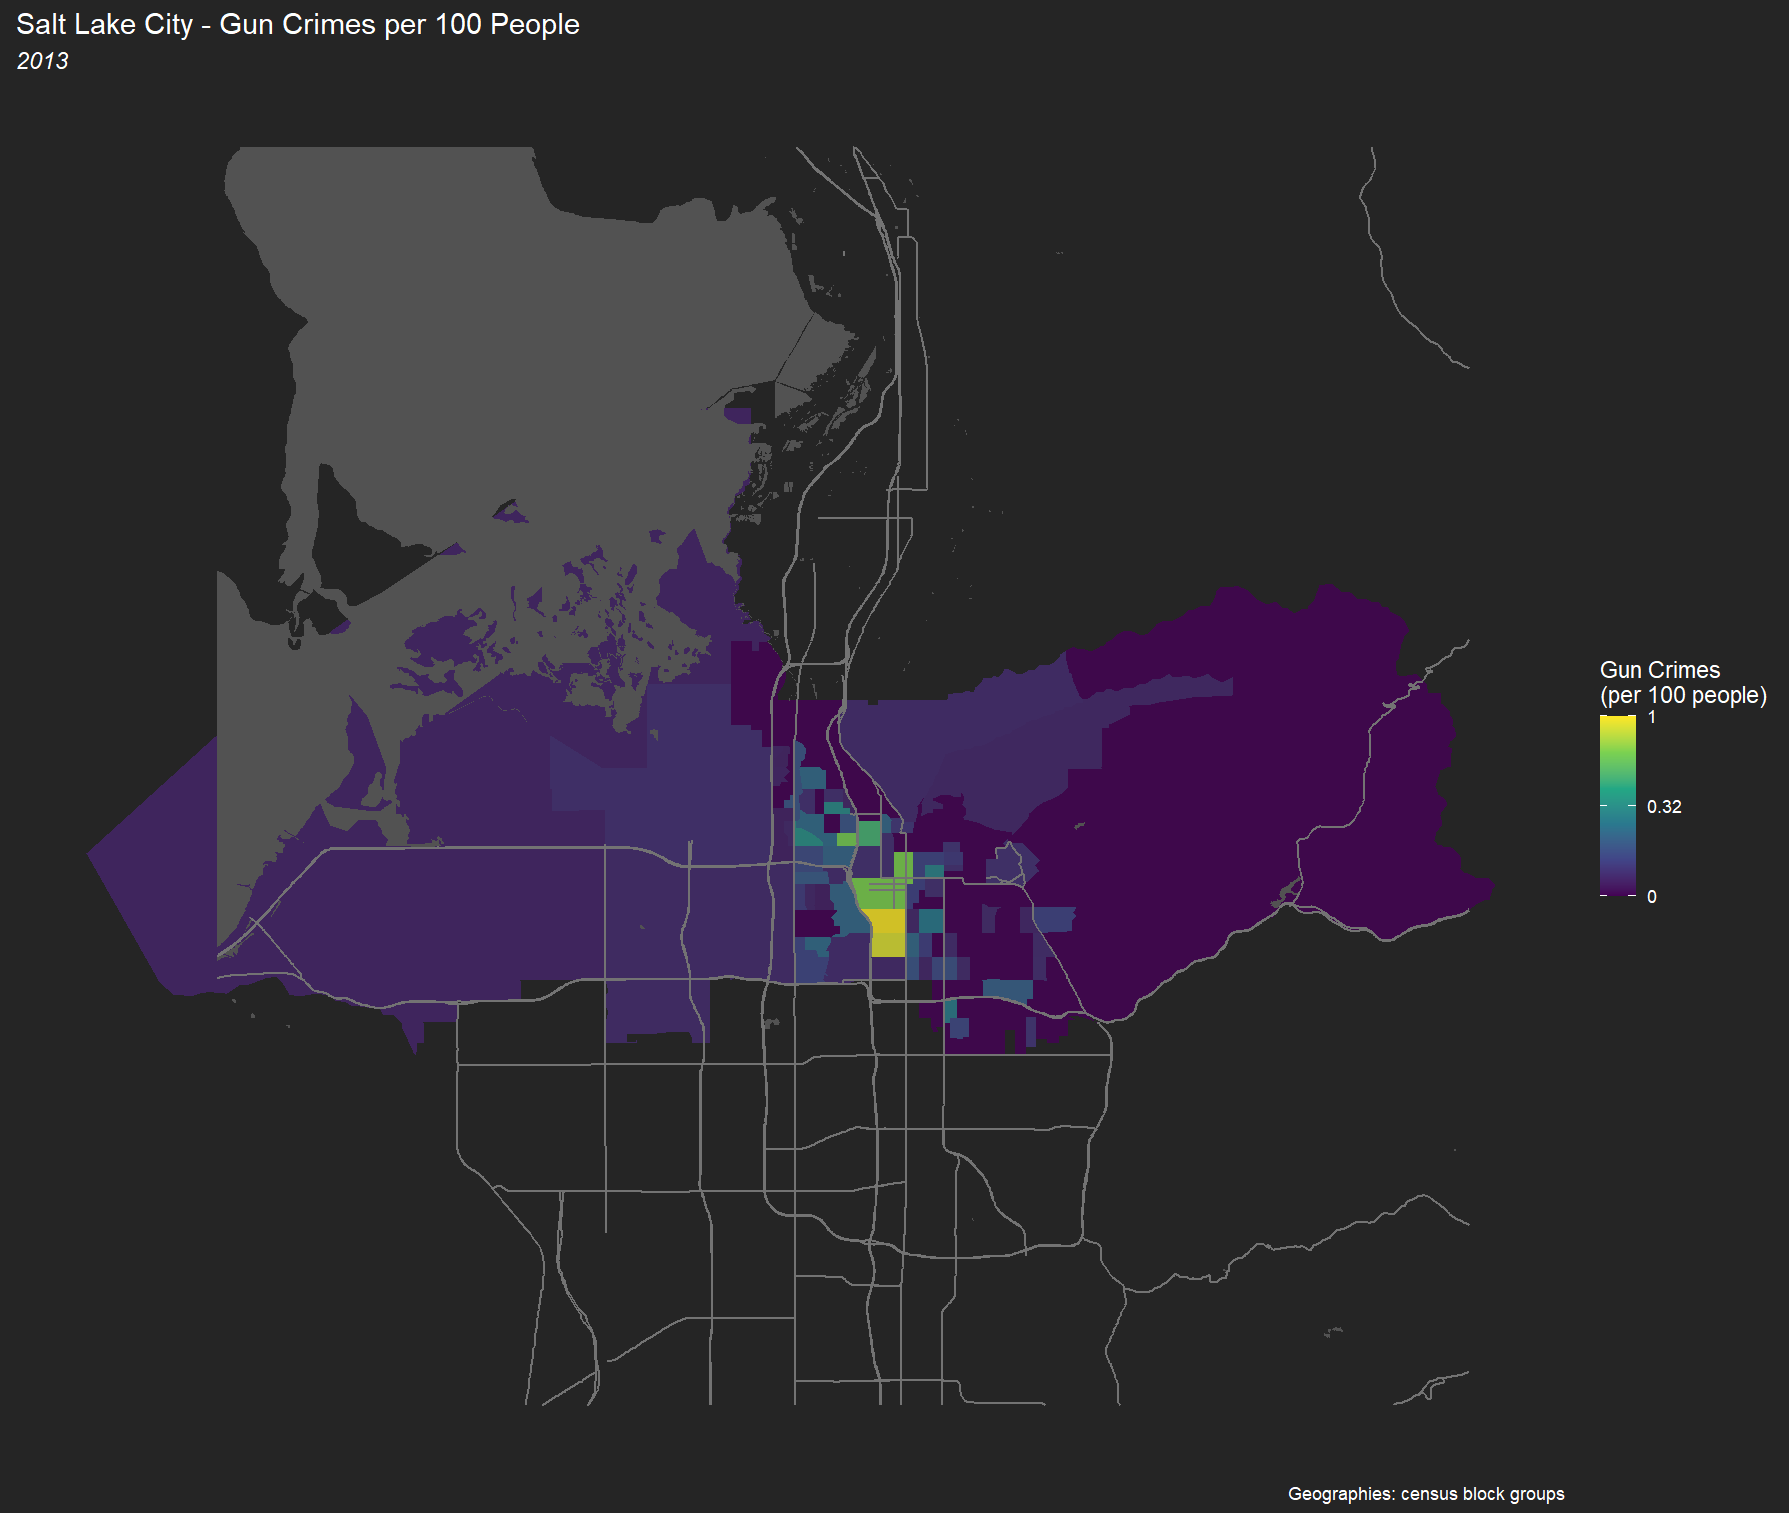 Salt Lake City - Gun Crimes per 100 People
2013
Gun Crimes
(per 100 people)
1
0.32
0
Geographies: census block groups